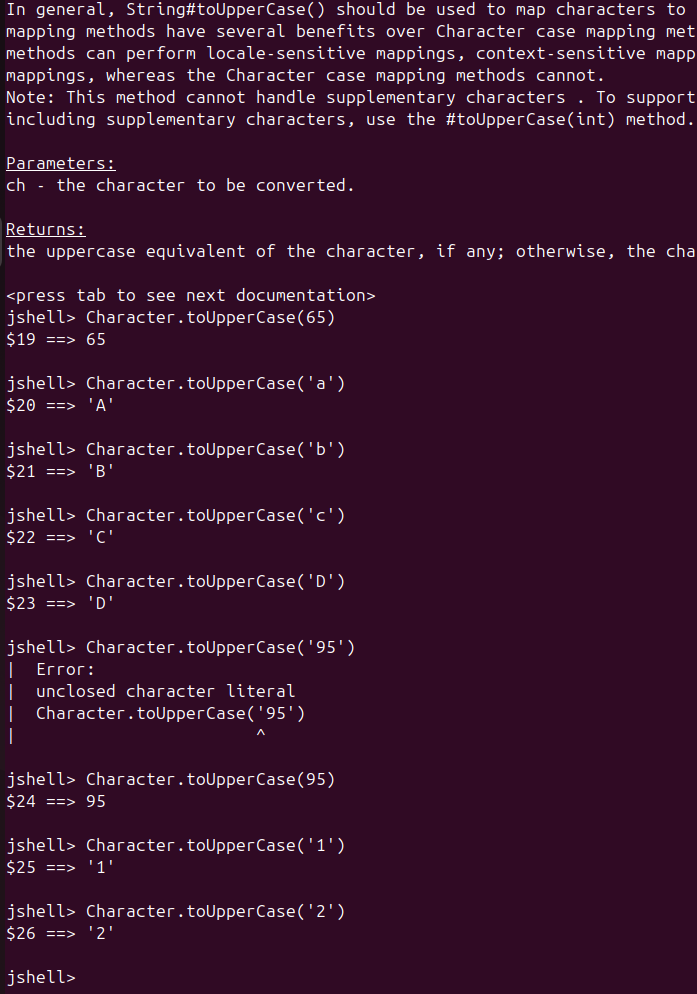 In general, String#toUpperCase() should be used to map characters to
mapping methods have several benefits over Character case mapping met
methods can perform locale-sensitive mappings, context-sensitive mapp
mappings, whereas the Character case mapping methods cannot.
Note: This method cannot handle supplementary characters . To support
including supplementary characters, use the #toUpperCase(int) method.

Parameters:
ch - the character to be converted.

Returns:
the uppercase equivalent of the character, if any; otherwise, the cha

<press tab to see next documentation>
jshell> Character.toUpperCase(65)
$19 ==> 65

jshell> Character.toUpperCase('a')
$20 ==> 'A'

jshell> Character.toUpperCase('b')
$21 ==> 'B'

jshell> Character.toUpperCase('c')
$22 ==> 'C'

jshell> Character.toUpperCase('D')
$23 ==> 'D'

jshell> Character.toUpperCase('95')
|  Error:
|  unclosed character literal
|  Character.toUpperCase('95')
|                        ^

jshell> Character.toUpperCase(95)
$24 ==> 95

jshell> Character.toUpperCase('1')
$25 ==> '1'

jshell> Character.toUpperCase('2')
$26 ==> '2'

jshell>